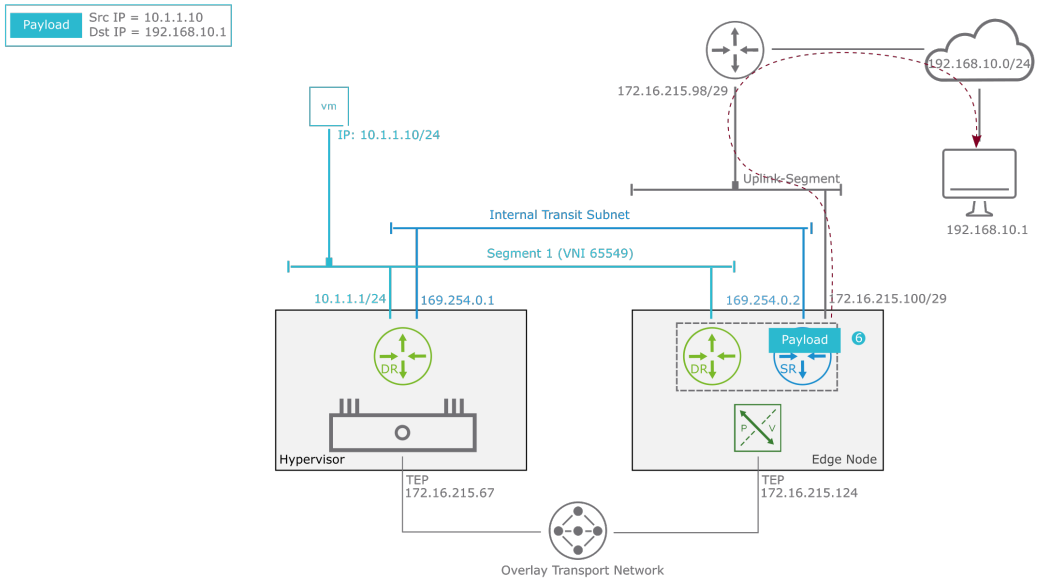 Payload
Src IP = 10.1.1.10
Dst IP = 192.168.10.1
192.168.10.0/24
172.16.215.98/29
vm
IP: 10.1.1.10/24
Uplink-Segment
Internal Transit Subnet
192.168.10.1
Segment 1 (VNI 65549)
10.1.1.1/24
169.254.0.1
169.254.0.2
172.16.215.100/29
Payload
6
DR
DR
SR
P
V
Hypervisor
Edge Node
TEP
172.16.215.67
TEP
172.16.215.124
Overlay Transport Network